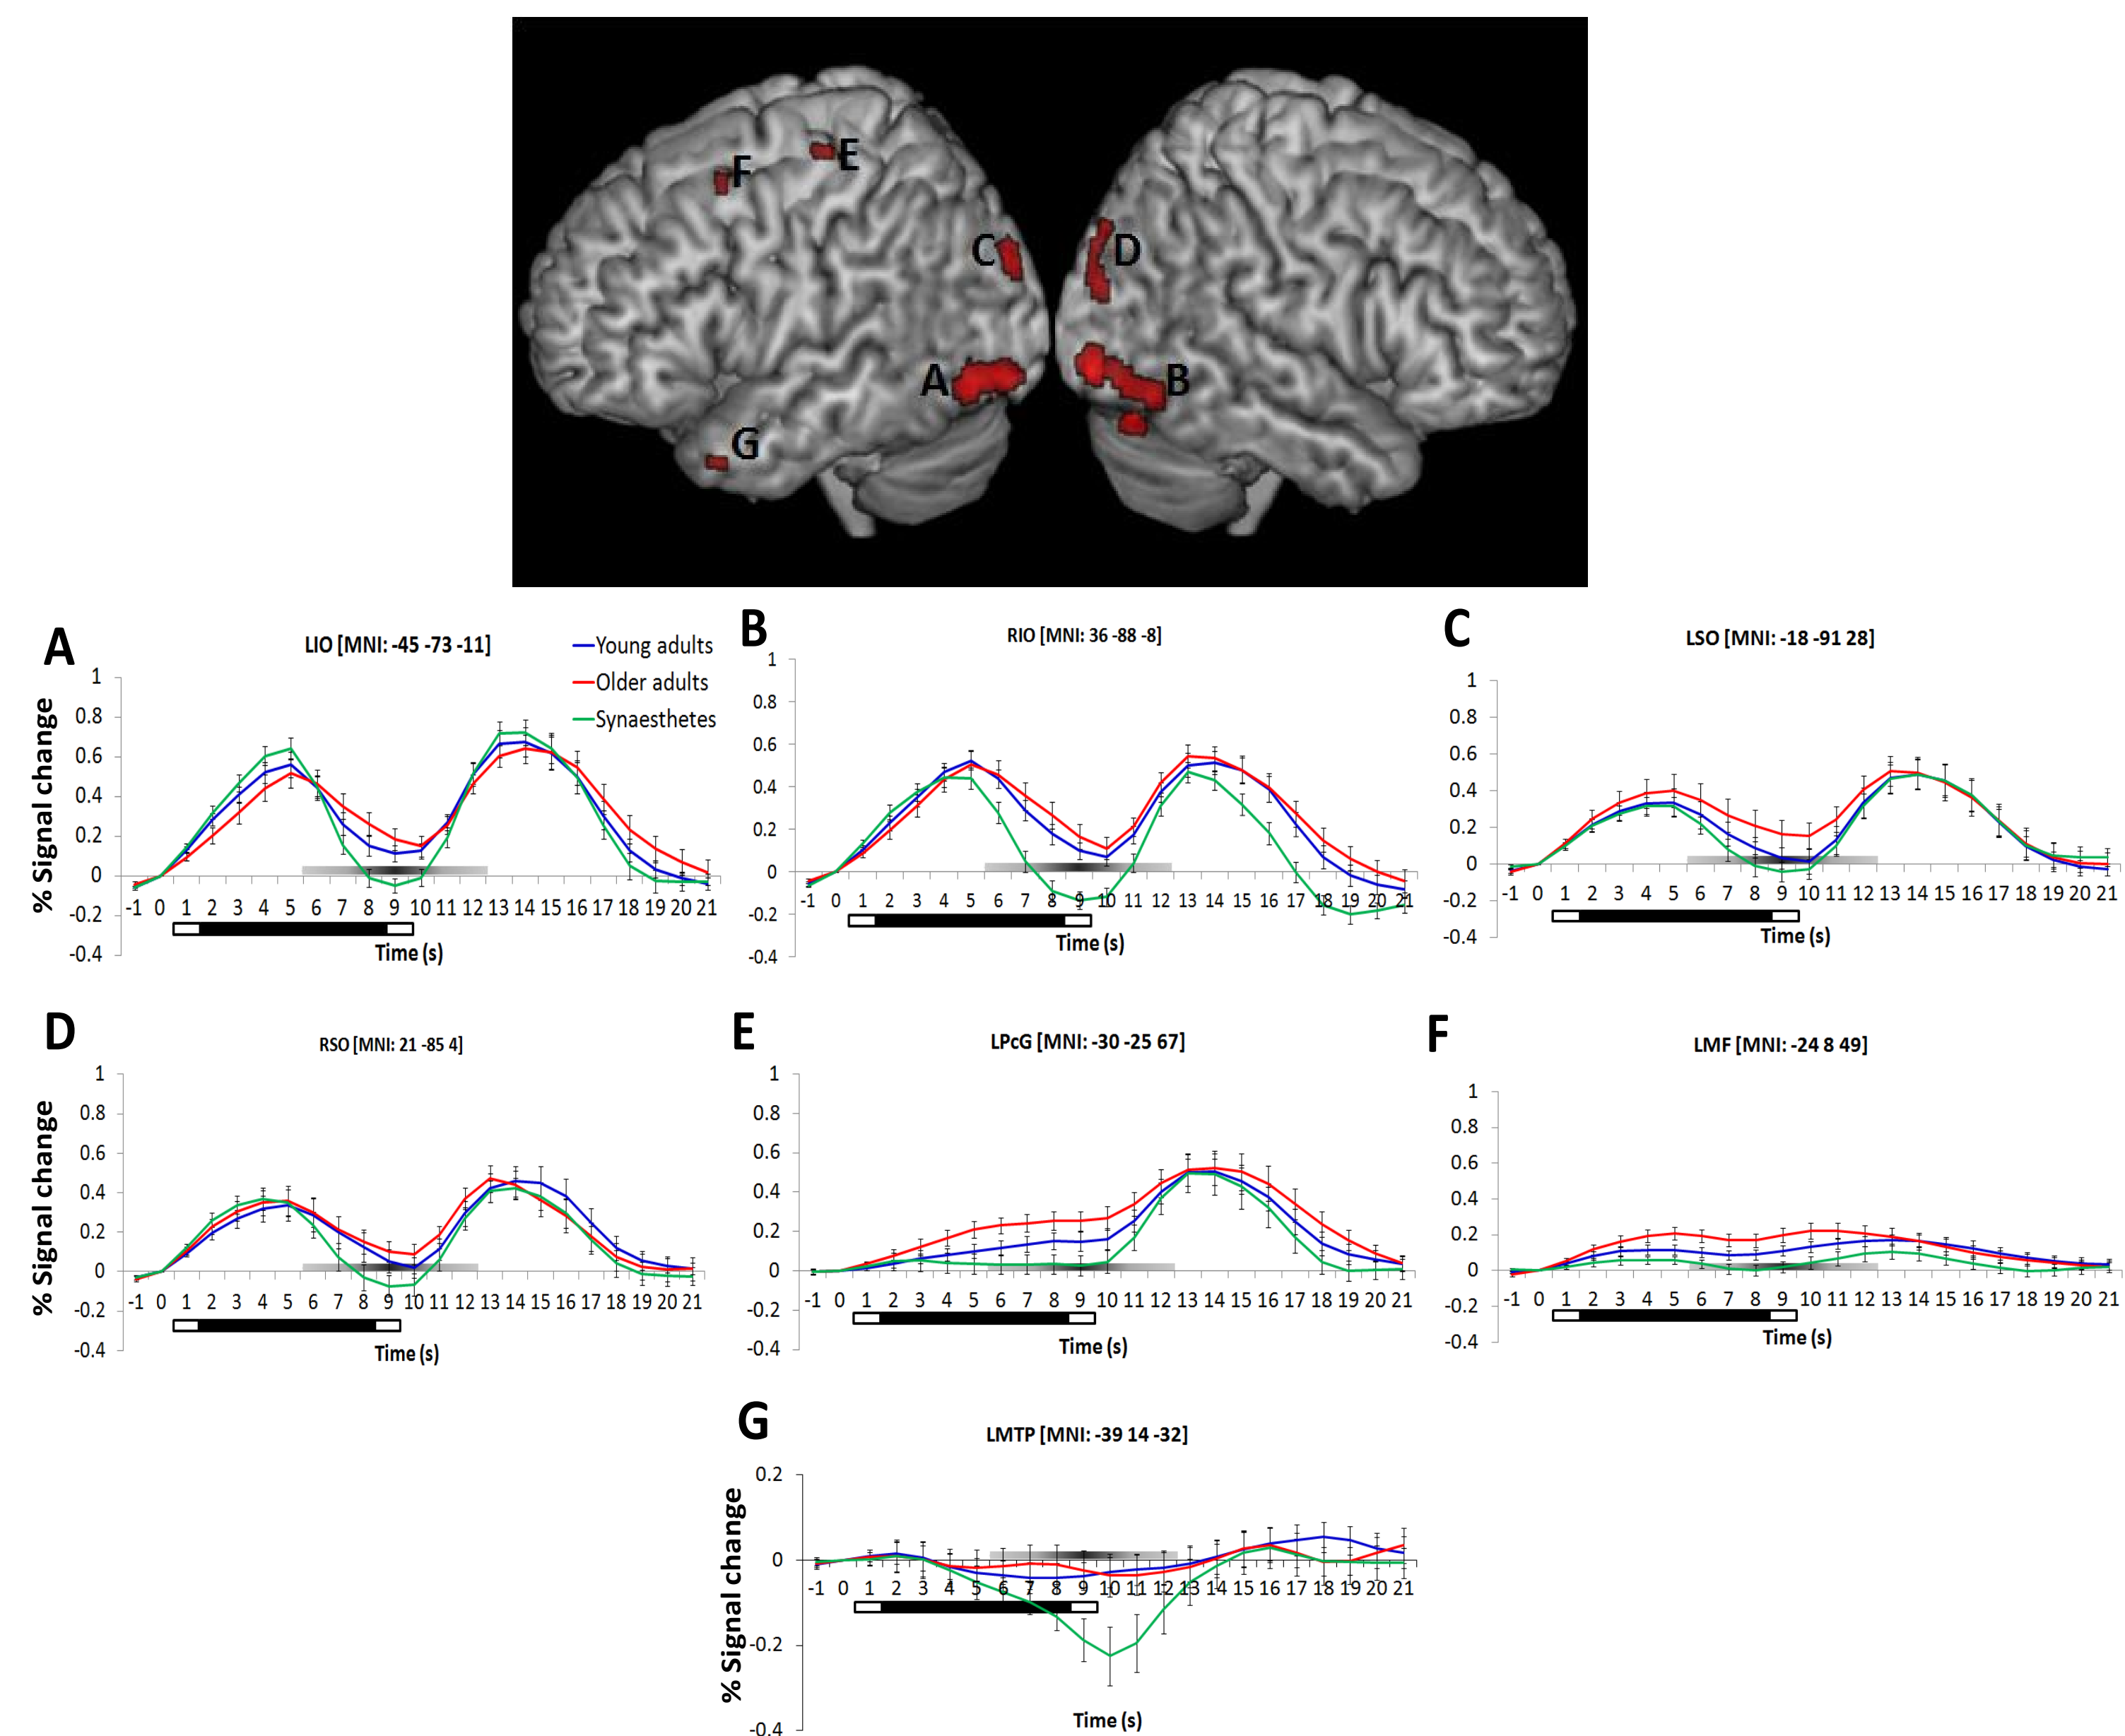 F
E
C
D
A
B
G
A
LIO [MNI: -45 -73 -11]
Young adults
Older adults
Synaesthetes
% Signal change
1
0.8
0.6
0.4
0.2
0
-0.2
-0.4
-1 0 1 2 3 4 5 6 7 8 9 10 11 12 13 14 15 16 17 18 19 20 21
Time (s)
B
RIO [MNI: 36 -88 -8]
1
0.8
0.6
0.4
0.2
0
-0.2
-0.4
-1 0 1 2 3 4 5 6 7 8 9 10 11 12 13 14 15 16 17 18 19 20 21
Time (s)
C
LSO [MNI: -18 -91 28]
1
0.8
0.6
0.4
0.2
0
-0.2
-0.4
-1 0 1 2 3 4 5 6 7 8 9 10 11 12 13 14 15 16 17 18 19 20 21
Time (s)
D
RSO [MNI: 21 -85 4]
% Signal change
1
0.8
0.6
0.4
0.2
0
-0.2
-0.4
-1 0 1 2 3 4 5 6 7 8 9 10 11 12 13 14 15 16 17 18 19 20 21
Time (s)
E
LPcG [MNI: -30 -25 67]
1
0.8
0.6
0.4
0.2
0
-0.2
-0.4
-1 0 1 2 3 4 5 6 7 8 9 10 11 12 13 14 15 16 17 18 19 20 21
Time (s)
F
LMF [MNI: -24 8 49]
1
0.8
0.6
0.4
0.2
0
-0.2
-0.4
-1 0 1 2 3 4 5 6 7 8 9 10 11 12 13 14 15 16 17 18 19 20 21
Time (s)
G
LMTP [MNI: -39 14 -32]
% Signal change
0.2
0
-0.2
-0.4
-1 0 1 2 3 4 5 6 7 8 9 10 11 12 13 14 15 16 17 18 19 20 21
Time (s)